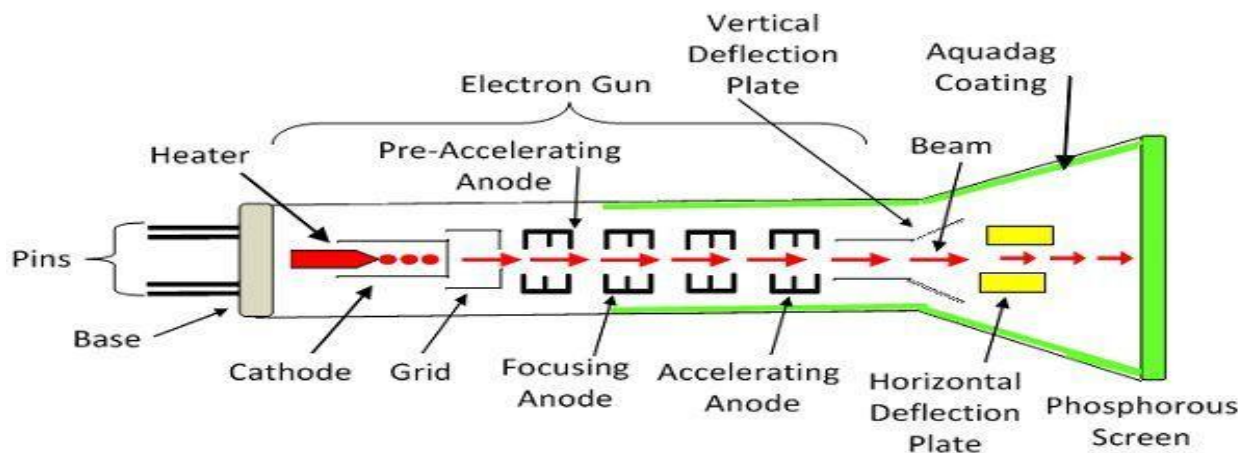 Vertical
Deflection
Plate
Aquadag
Coating
Electron Gun
Heater
Pre-Accelerating
Anode
Beam
Pins
Base
Cathode
Grid
Focusing
Anode
Accelerating
Anode
Horizontal
Deflection
Plate
Phosphorous
Screen